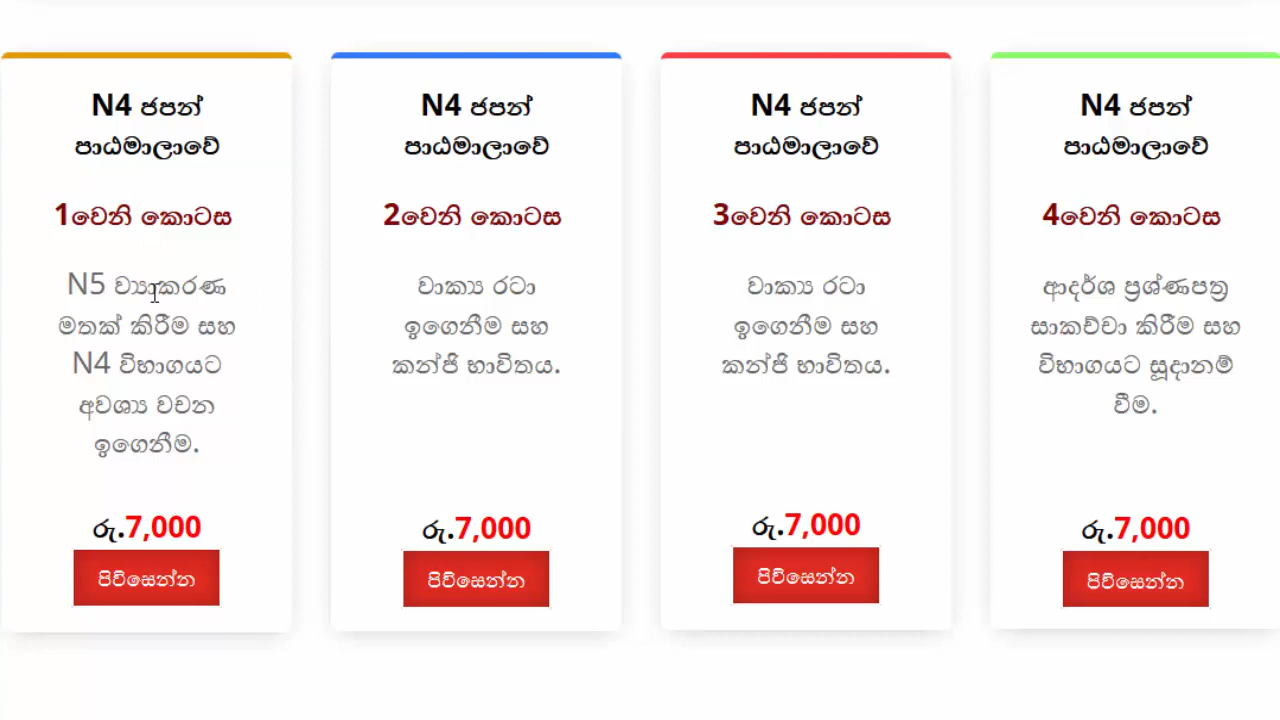 N4 ජපන්
පාඨමාලාවේ
1වෙනි කොටස
N5 ව්‍යාකරණ
මතක් කිරීම සහ
N4 විභාගයට
අවශ්‍ය වචන
ඉගෙනීම.
රු.7,000
පිවිසෙන්න
N4 ජපන්
පාඨමාලාවේ
2වෙනි කොටස
වාක්‍ය රටා
ඉගෙනීම සහ
කන්ජි භාවිතය.
රු.7,000
පිවිසෙන්න
N4 ජපන්
පාඨමාලාවේ
3වෙනි කොටස
වාක්‍ය රටා
ඉගෙනීම සහ
කන්ජි භාවිතය.
රු.7,000
පිවිසෙන්න
N4 ජපන්
පාඨමාලාවේ
4වෙනි කොටස
ආදර්ශ ප්‍රශ්ණපත්‍ර
සාකච්චා කිරීම සහ
විභාගයට සූදානම්
වීම.
රු.7,000
පිවිසෙන්න